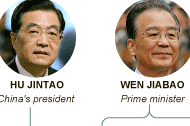 HU JINTAO
China's president
WEN JIABAO
Prime minister